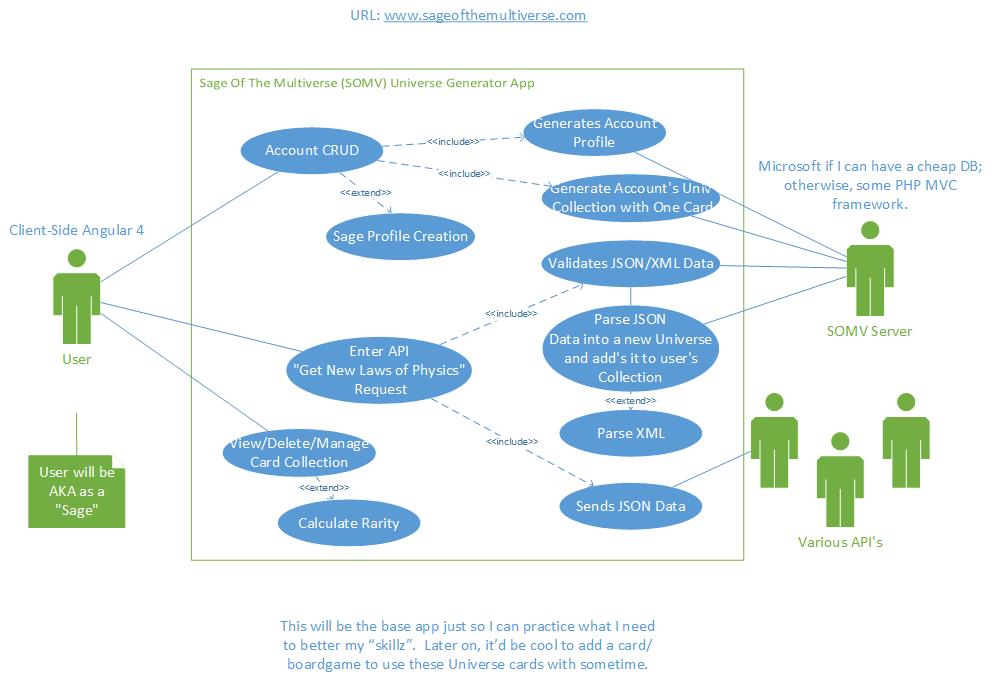 URL: www.sageofthemultiverse.com
Sage Of The Multiverse (SOMV) Universe Generator App
Account CRUD
<<include>>
Generates Account
Profile
<<include>>
Generate Account's Univ
Collection with One Card
<<extend>>
Sage Profile Creation
Microsoft if I can have a cheap DB;
otherwise, some PHP MVC
framework.
Client-Side Angular 4
User
Validates JSON/XML Data
SOMV Server
<<include>>
Parse JSON
Data into a new Universe
and add's it to user's
Collection
Enter API
"Get New Laws of Physics"
Request
<<extend>>
Parse XML
<<include>>
View/Delete/Manage
Card Collection
<<extend>>
Calculate Rarity
Sends JSON Data
Various API's
User will be
AKA as a
"Sage"
This will be the base app just so I can practice what I need
to better my “skillz”. Later on, it’d be cool to add a card/
boardgame to use these Universe cards with sometime.